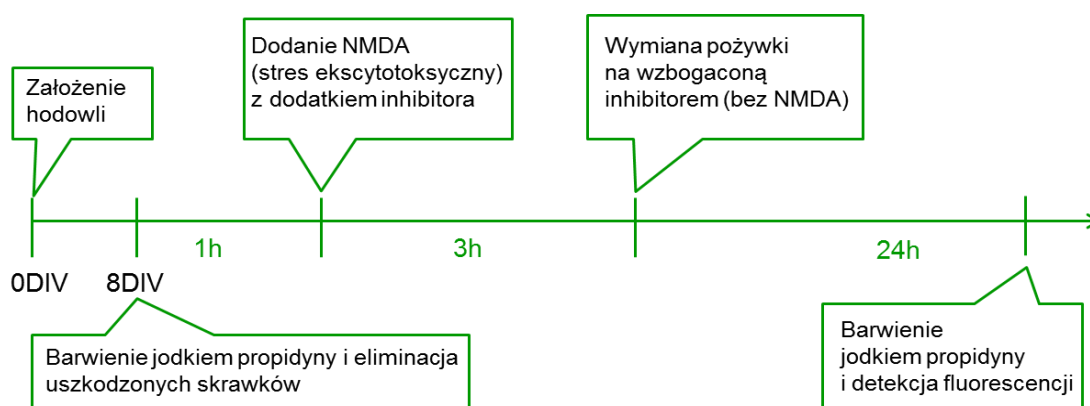 Założenie
hodowli
Dodanie NMDA
(stres ekscytotoksyczny)
z dodatkiem inhibitora
Wymiana pożywki
na wzbogaconą
inhibitorem (bez NMDA)
1h
3h
24h
0DIV
8DIV
Barwienie jodkiem propidyny i eliminacja
uszkodzonych skrawków
Barwienie
jodkiem propidyny
i detekcja fluorescencji